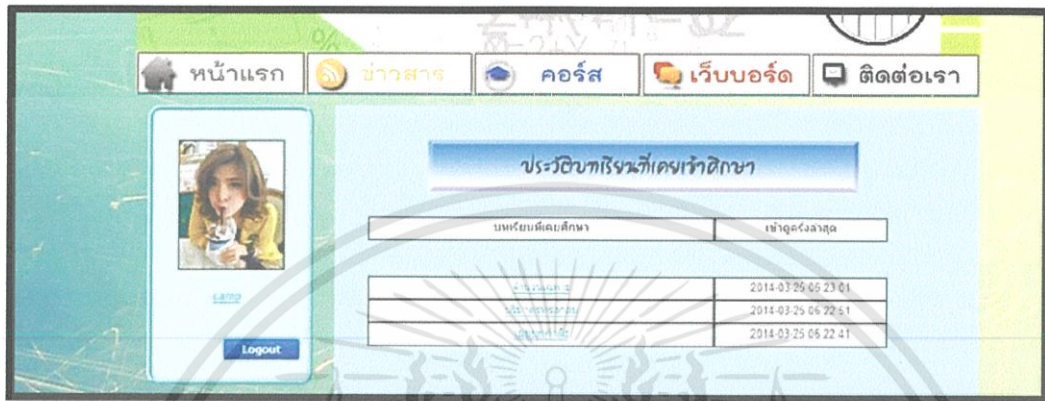 หน้าแรก ข่าวสาร คอร์ส เว็บบอร์ด ติดต่อเรา
ประวัติบทเรียนที่เคยเข้าศึกษา
บทเรียนที่เคยศึกษา เข้าดูครั้งล่าสุด
2014-03-25 06 23 01
2014-03-25 06 22 51
2014-03-25 06 22 41
Logout